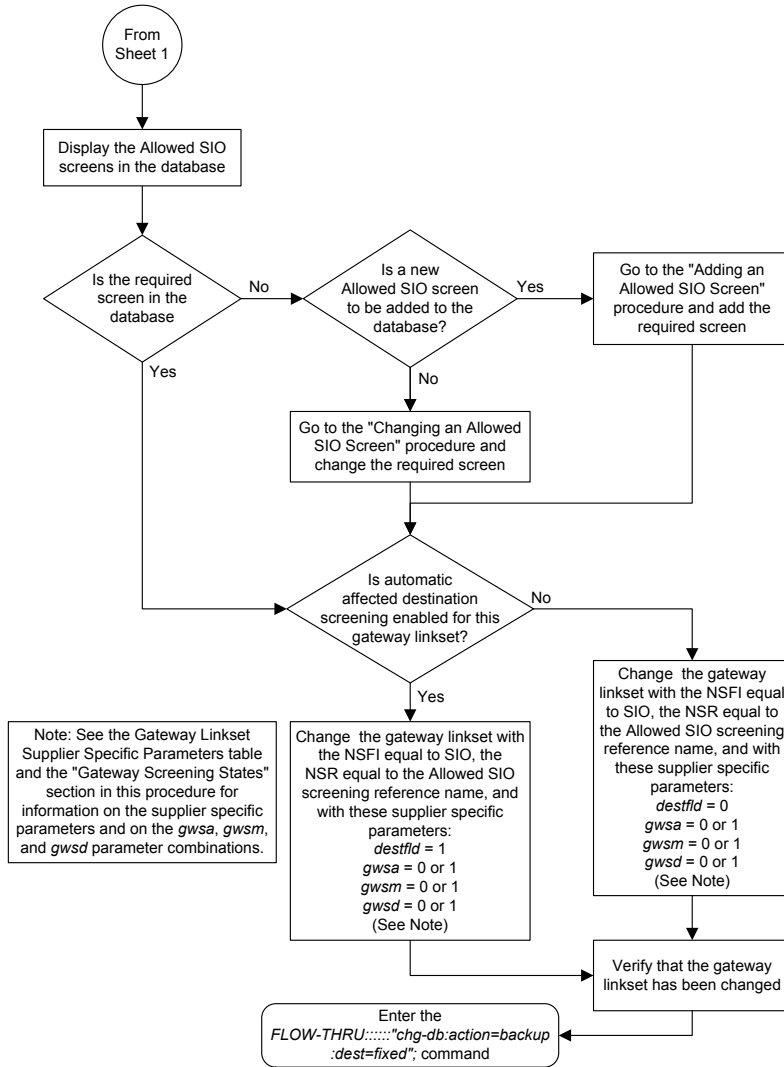 From
Sheet 1
Display the Allowed SIO
screens in the database
Is the required
screen in the
database
No
Is a new
Allowed SIO screen
to be added to the
database?
Yes
Go to the "Adding an
Allowed SIO Screen"
procedure and add the
required screen
Yes
No
Go to the "Changing an Allowed
SIO Screen" procedure and
change the required screen
Is automatic
affected destination
screening enabled for this
gateway linkset?
No
Yes
Change  the gateway
linkset with the NSFI equal
to SIO, the NSR equal to
the Allowed SIO screening
reference name, and with
these supplier specific
parameters:
destfld = 0
gwsa = 0 or 1
gwsm = 0 or 1
gwsd = 0 or 1
(See Note)
Note: See the Gateway Linkset
Supplier Specific Parameters table
and the "Gateway Screening States"
section in this procedure for
information on the supplier specific
parameters and on the gwsa, gwsm,
and gwsd parameter combinations.
Change  the gateway linkset with
the NSFI equal to SIO, the
NSR equal to the Allowed SIO
screening reference name, and
with these supplier specific
parameters:
destfld = 1
gwsa = 0 or 1
gwsm = 0 or 1
gwsd = 0 or 1
(See Note)
Verify that the gateway
linkset has been changed
Enter the
FLOW-THRU::::::"chg-db:action=backup
:dest=fixed"; command